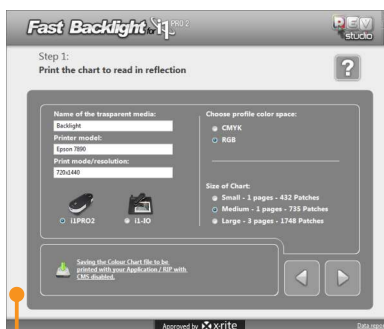 Fast Backlight for i1 PRO 2
REV
studio
Step 1:
Print the chart to read in reflection
?
Name of the trasparent media:
Backlight
Printer model:
Epson 7890
Print mode/resolution:
720x1440
i1PRO2
i1-IO
Choose profile color space:
CMYK
RGB
Size of Chart:
Small - 1 pages - 432 Patches
Medium - 1 pages - 735 Patches
Large - 3 pages - 1748 Patches
Saving the Colour Chart file to be
printed with your Application / RIP with
CMS disabled.
Approved by x-rite
Data repor